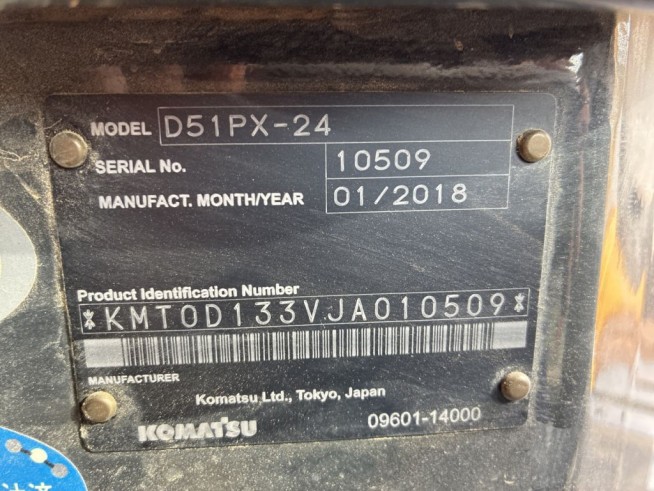 MODEL D51PX-24
SERIAL No. 10509
MANUFACT. MONTH/YEAR 01/2018
Product Identification Number
*KMT0D133VJA010509*
MANUFACTURER
Komatsu Ltd., Tokyo, Japan
KOMATSU 09601-14000